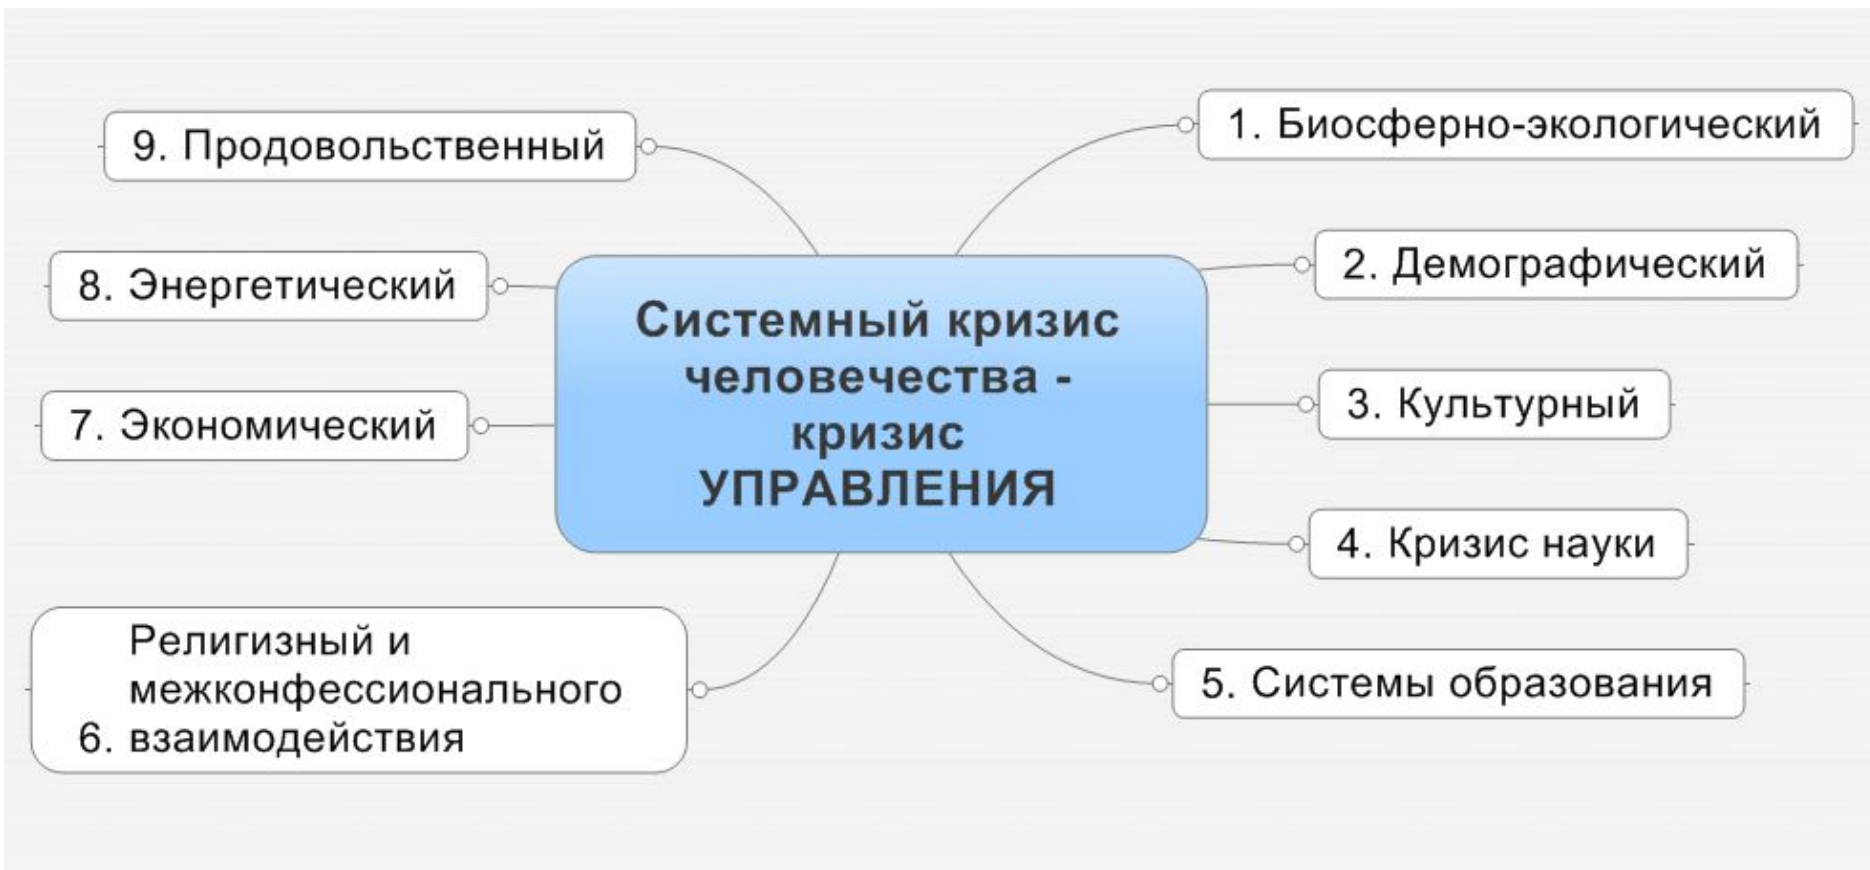 Системный кризис
человечества -
кризис
УПРАВЛЕНИЯ
1. Биосферно-экологический
2. Демографический
3. Культурный
4. Кризис науки
5. Системы образования
Религизный и
межконфессионального
6. взаимодействия
7. Экономический
8. Энергетический
9. Продовольственный